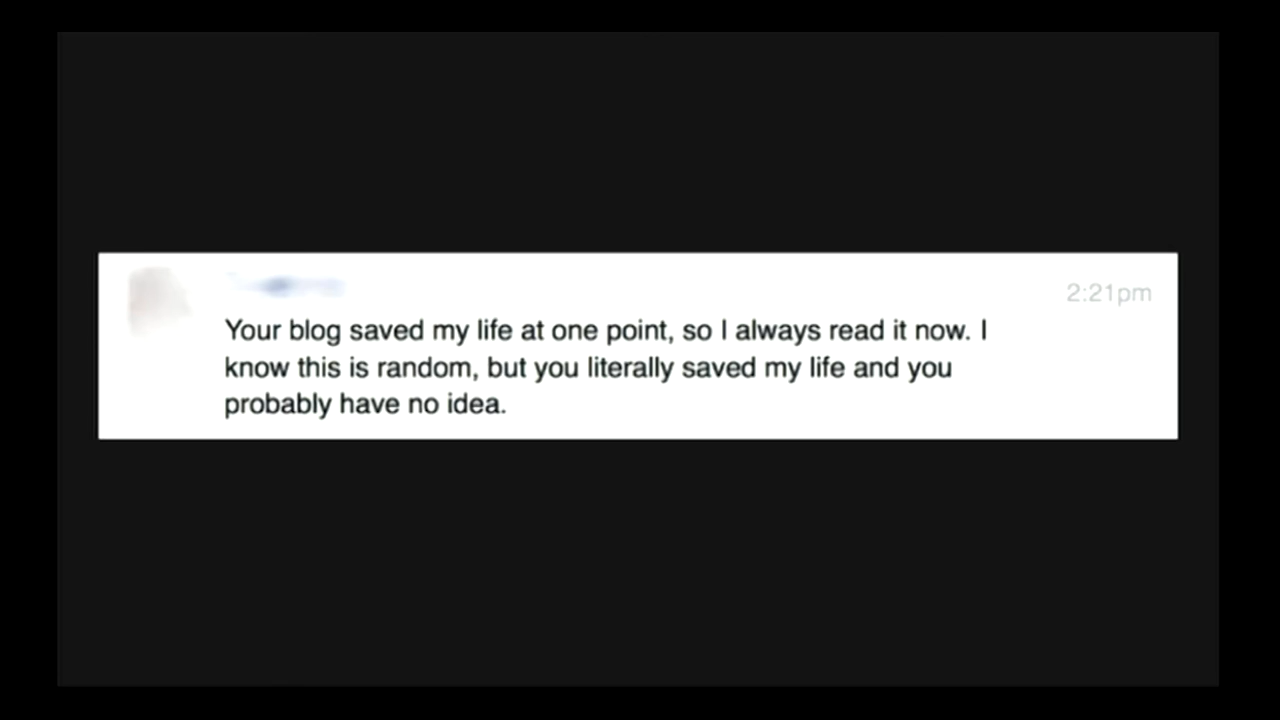 2:21pm
Your blog saved my life at one point, so I always read it now. I
know this is random, but you literally saved my life and you
probably have no idea.